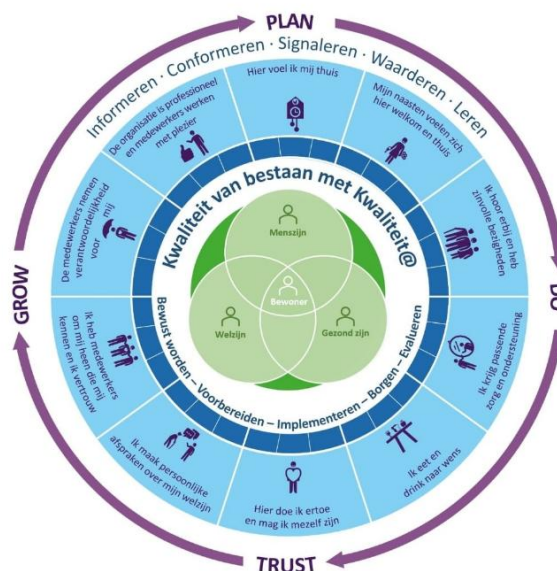 PLAN
Informeren · Conformeren · Signaleren · Waarderen · Leren
Hier voel ik mij thuis
Mijn naasten voelen zich
hier welkom en thuis
Ik hoor erbij en heb
zinvolle bezigheden
DO
Ik krijg passende
zorg en ondersteuning
Ik eet en
drink naar wens
Hier doe ik ertoe
en mag ik mezelf zijn
TRUST
Ik maak persoonlijke
afspraken over mijn welzijn
Ik heb medewerkers
om mij heen die mij
kennen en ik vertrouw
GROW
De medewerkers nemen
verantwoordelijkheid
voor mij
De organisatie is professioneel
en medewerkers werken
met plezier
Kwaliteit van bestaan met Kwaliteit@
Menszijn
Bewoner
Welzijn
Gezond zijn
Bewust worden – Voorbereiden – Implementeren – Borgen – Evalueren